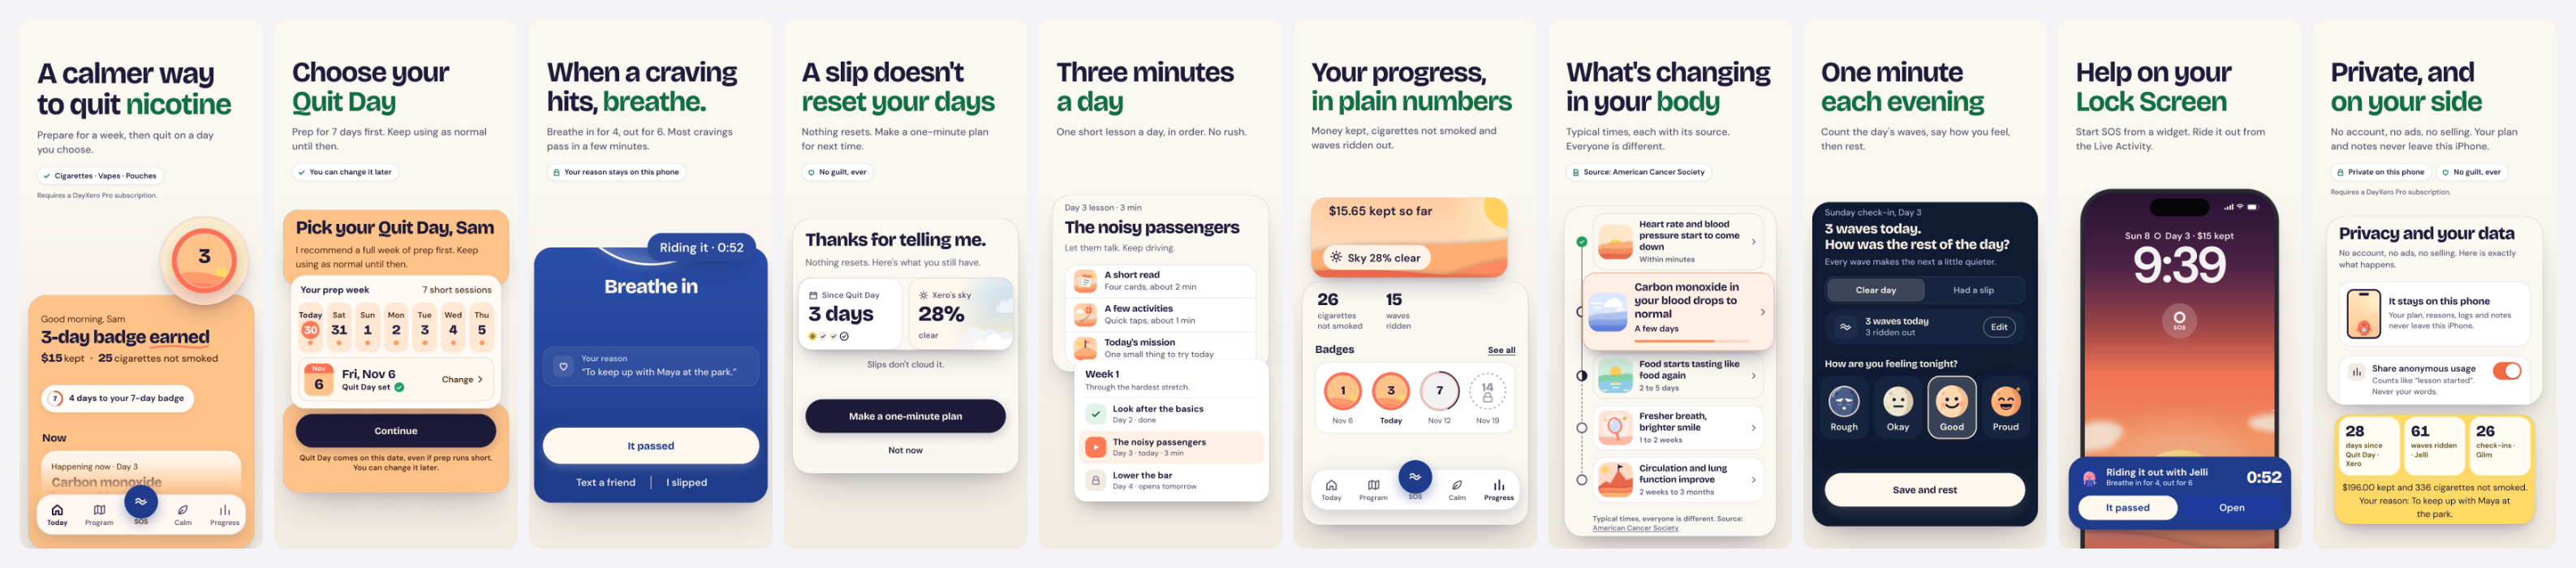 A calmer way
to quit nicotine
Prepare for a week, then quit on a day
you choose.
Cigarettes · Vapes · Pouches
Requires a DayXero Pro subscription.
3
Good morning, Sam
3-day badge earned
$15 kept · 25 cigarettes not smoked
7
4 days to your 7-day badge
Now
Happening now · Day 3
Carbon monoxide
Today
Program
SOS
Calm
Progress
Choose your
Quit Day
Prep for 7 days first. Keep using as normal
until then.
You can change it later
Pick your Quit Day, Sam
I recommend a full week of prep first. Keep
using as normal until then.
Your prep week
7 short sessions
Today Sat Sun Mon Tue Wed Thu
30 31 1 2 3 4 5
Nov
6
Fri, Nov 6
Quit Day set
Change
Continue
Quit Day comes on this date, even if prep runs short.
You can change it later.
When a craving
hits, breathe.
Breathe in for 4, out for 6. Most cravings
pass in a few minutes.
Your reason stays on this phone
Riding it · 0:52
Breathe in
Your reason
“To keep up with Maya at the park.”
It passed
Text a friend
I slipped
A slip doesn't
reset your days
Nothing resets. Make a one-minute plan
for next time.
No guilt, ever
Thanks for telling me.
Nothing resets. Here's what you still have.
Since Quit Day
3 days
Xero's sky
28%
clear
Slips don't cloud it.
Make a one-minute plan
Not now
Three minutes
a day
One short lesson a day, in order. No rush.
Day 3 lesson · 3 min
The noisy passengers
Let them talk. Keep driving.
A short read
Four cards, about 2 min
A few activities
Quick taps, about 1 min
Today's mission
One small thing to try today
Week 1
Through the hardest stretch.
Look after the basics
Day 2 · done
The noisy passengers
Day 3 · today · 3 min
Lower the bar
Day 4 · opens tomorrow
Your progress,
in plain numbers
Money kept, cigarettes not smoked and
waves ridden out.
$15.65 kept so far
Sky 28% clear
26
cigarettes
not smoked
15
waves
ridden
Badges
See all
1 3 7 14
Nov 6 Today Nov 12 Nov 19
Today
Program
SOS
Calm
Progress
What's changing
in your body
Typical times, each with its source.
Everyone is different.
Source: American Cancer Society
Heart rate and blood
pressure start to come
down
Within minutes
Carbon monoxide in
your blood drops to
normal
A few days
Food starts tasting like
food again
2 to 5 days
Fresher breath,
brighter smile
1 to 2 weeks
Circulation and lung
function improve
2 weeks to 3 months
Typical times, everyone is different. Source:
American Cancer Society
One minute
each evening
Count the day's waves, say how you feel,
then rest.
Sunday check-in, Day 3
3 waves today.
How was the rest of the day?
Every wave makes the next a little quieter.
Clear day
Had a slip
3 waves today
3 ridden out
Edit
How are you feeling tonight?
Rough
Okay
Good
Proud
Save and rest
Help on your
Lock Screen
Start SOS from a widget. Ride it out from
the Live Activity.
Sun 8 Day 3 · $15 kept
9:39
SOS
Riding it out with Jelli
Breathe in for 4, out for 6
0:52
It passed
Open
Private, and
on your side
No account, no ads, no selling. Your plan
and notes never leave this iPhone.
Private on this phone
No guilt, ever
Requires a DayXero Pro subscription.
Privacy and your data
No account, no ads, no selling. Here is exactly
what happens.
It stays on this phone
Your plan, reasons, logs and notes
never leave this iPhone.
Share anonymous usage
Counts like “lesson started”.
Never your words.
28
days since
Quit Day ·
Xero
61
waves ridden
· Jelli
26
check-ins ·
Glim
$196.00 kept and 336 cigarettes not smoked.
Your reason: To keep up with Maya at
the park.